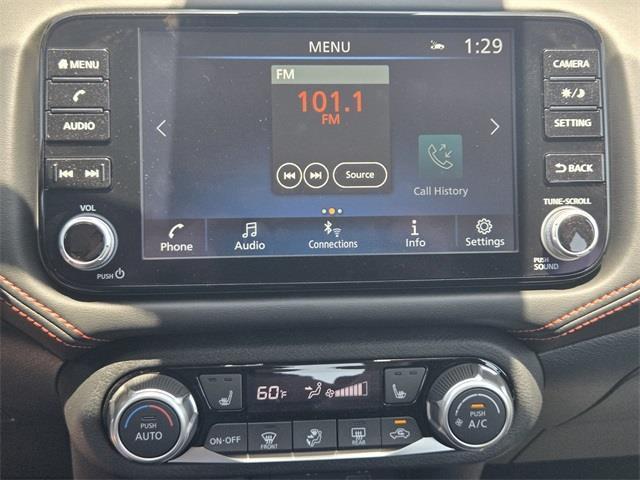 MENU
MENU
1:29
CAMERA
FM
101.1
FM
AUDIO
SETTING
Source
Call History
BACK
VOL
TUNE·SCROLL
Phone
Audio
Connections
Info
Settings
PUSH
PUSH
SOUND
60°F
PUSH
AUTO
ON·OFF
FRONT
REAR
PUSH
A/C